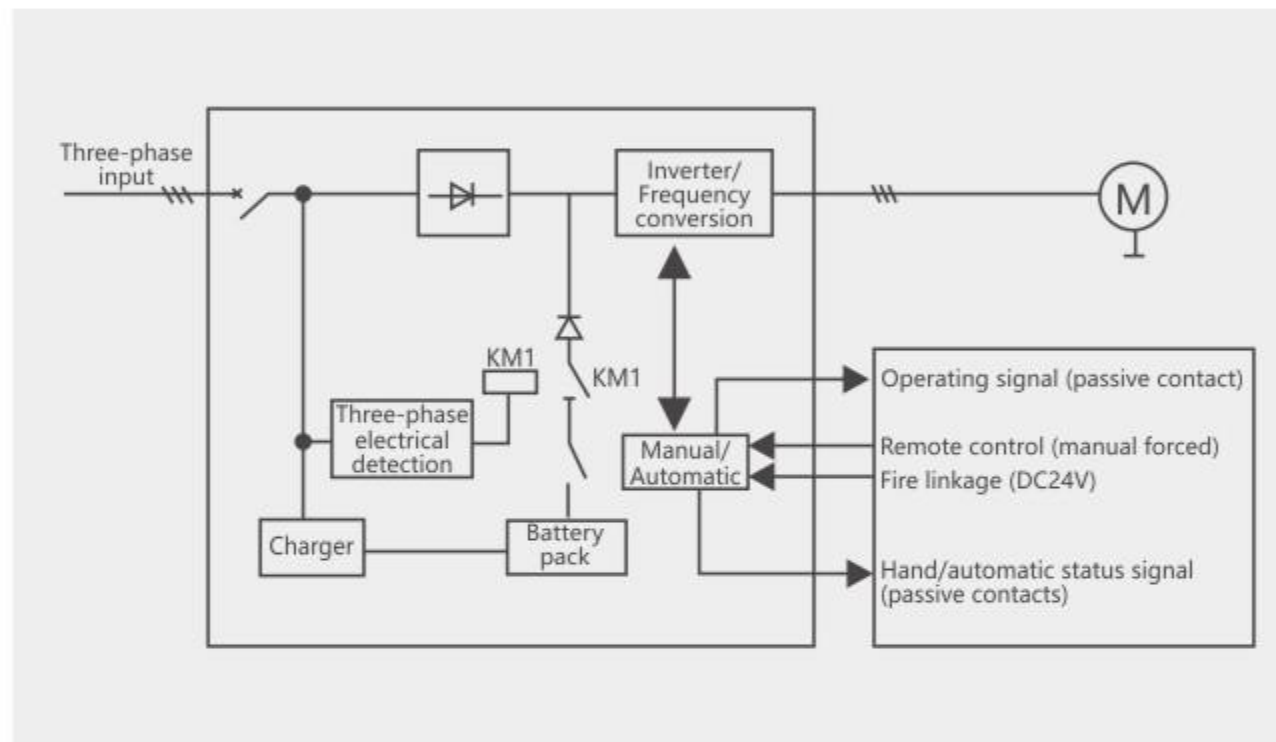 Three-phase
input
Inverter/
Frequency
conversion
M
KM1
KM1
Three-phase
electrical
detection
Manual/
Automatic
Charger
Battery
pack
Operating signal (passive contact)
Remote control (manual forced)
Fire linkage (DC24V)
Hand/automatic status signal
(passive contacts)